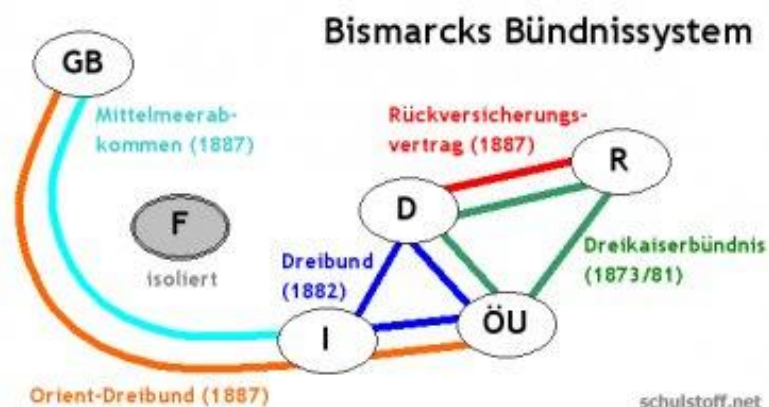 Bismarcks Bündnissystem
GB
Mittelmeerab-
kommen (1887)
Rückversicherungs-
vertrag (1887)
R
D
F
isoliert
Dreibund
(1882)
Dreikaiserbündnis
(1873/81)
I
ÖU
Orient-Dreibund (1887)
schulstoff.net